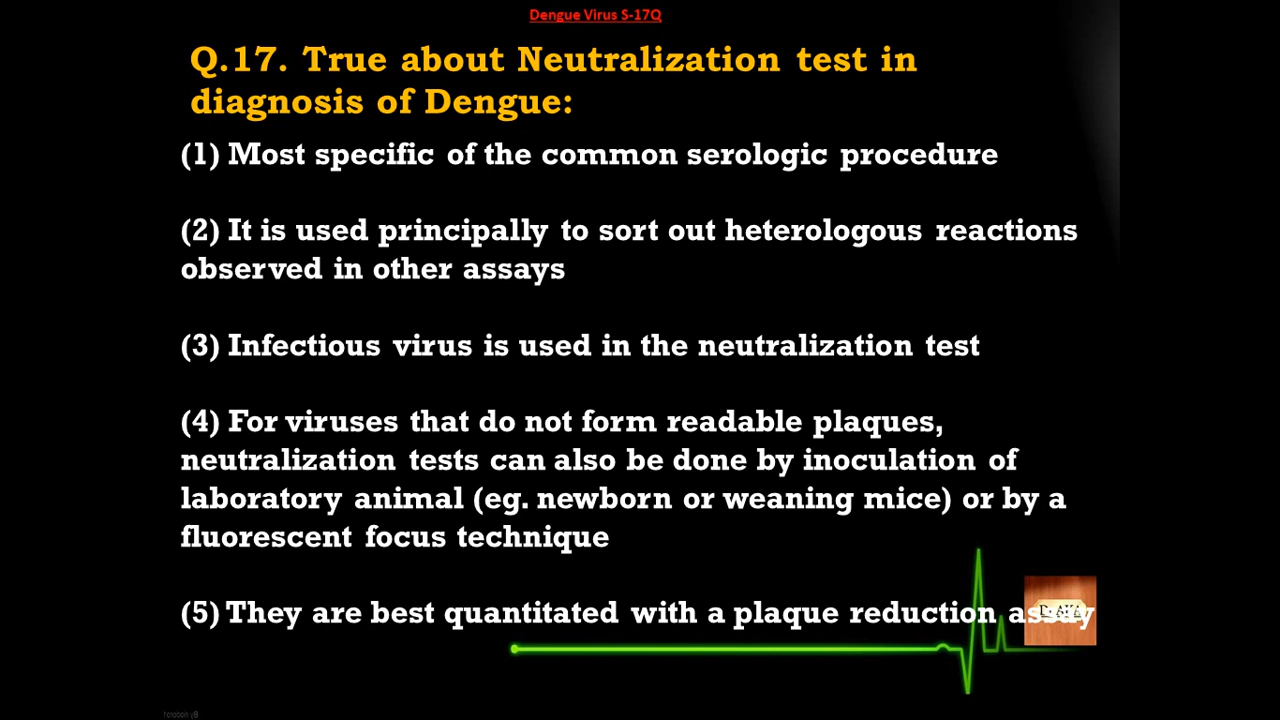 Dengue Virus S-17Q
Q.17. True about Neutralization test in
diagnosis of Dengue:
(1) Most specific of the common serologic procedure
(2) It is used principally to sort out heterologous reactions
observed in other assays
(3) Infectious virus is used in the neutralization test
(4) For viruses that do not form readable plaques,
neutralization tests can also be done by inoculation of
laboratory animal (eg. newborn or weaning mice) or by a
fluorescent focus technique
(5) They are best quantitated with a plaque reduction assay